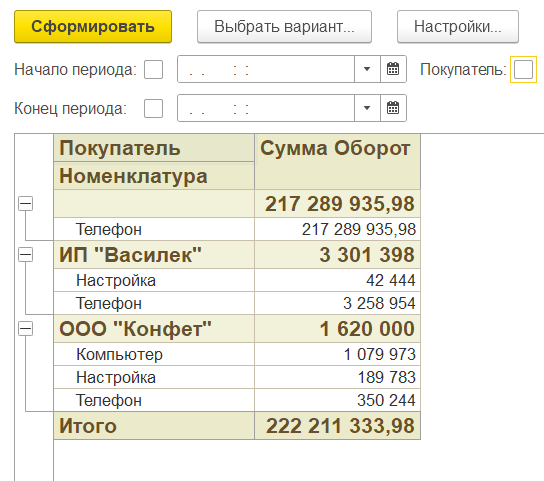 Сформировать Выбрать вариант... Настройки...
Начало периода: . . : : Покупатель:
Конец периода: . . : :
Покупатель Сумма Оборот
Номенклатура
217 289 935,98
Телефон 217 289 935,98
ИП "Василек" 3 301 398
Настройка 42 444
Телефон 3 258 954
ООО "Конфет" 1 620 000
Компьютер 1 079 973
Настройка 189 783
Телефон 350 244
Итого 222 211 333,98